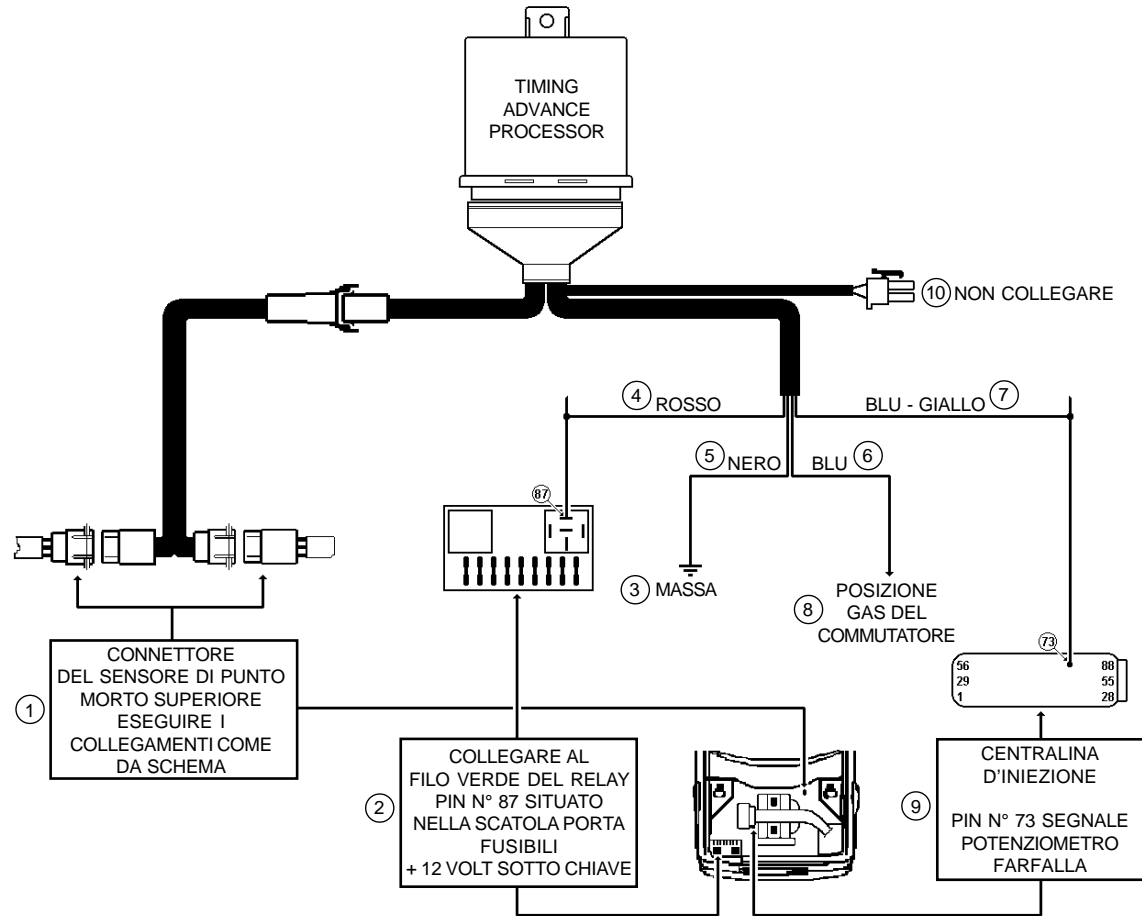 TIMING
ADVANCE
PROCESSOR
10 NON COLLEGARE
4 ROSSO
BLU - GIALLO 7
5 NERO
BLU 6
87
3 MASSA
8 POSIZIONE
GAS DEL
COMMUTATORE
73
56 88
29 55
1 28
1
CONNETTORE
DEL SENSORE DI PUNTO
MORTO SUPERIORE
ESEGUIRE I
COLLEGAMENTI COME
DA SCHEMA
2
COLLEGARE AL
FILO VERDE DEL RELAY
PIN N° 87 SITUATO
NELLA SCATOLA PORTA
FUSIBILI
+ 12 VOLT SOTTO CHIAVE
9
CENTRALINA
D'INIEZIONE
PIN N° 73 SEGNALE
POTENZIOMETRO
FARFALLA